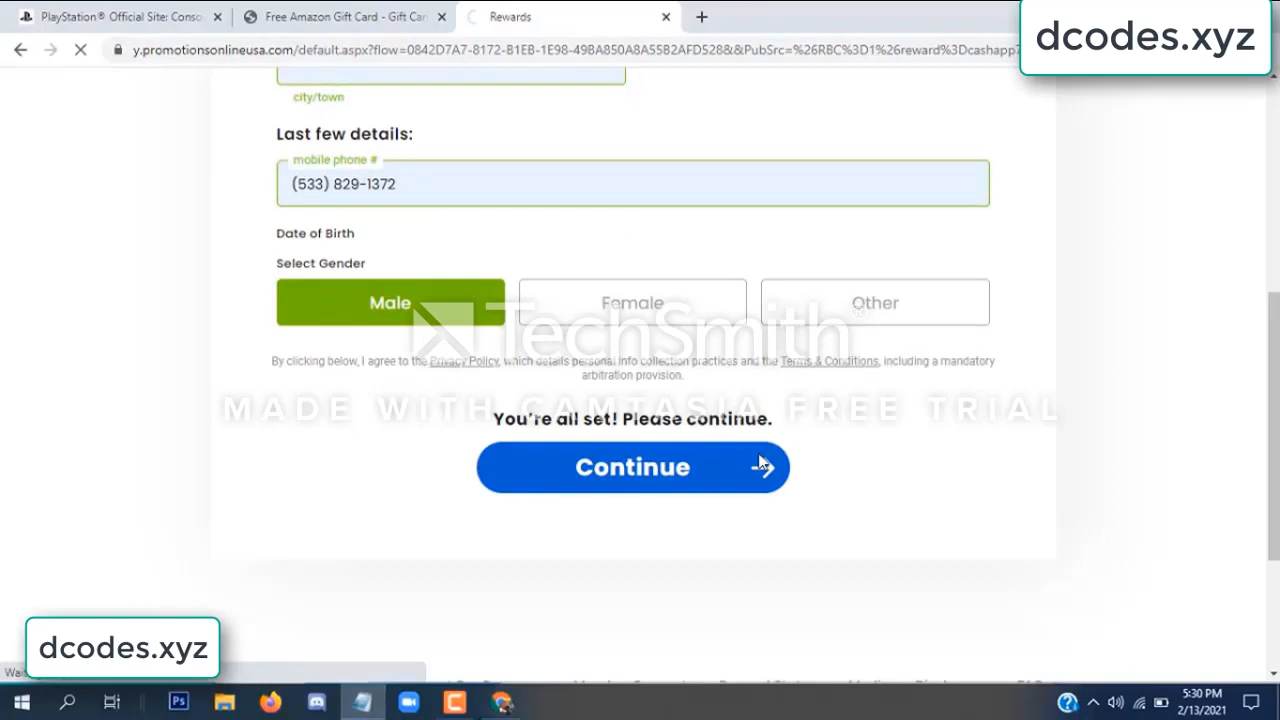 PlayStation® Official Site: Conso
Free Amazon Gift Card - Gift Car
Rewards
y.promotionsonlineusa.com/default.aspx?flow=0842D7A7-8172-B1EB-1E98-49BA850A8A55B2AFD528&&PubSrc=%26RBC%3D1%26reward%3Dcashapp7
dcodes.xyz
city/town
Last few details:
mobile phone #
(533) 829-1372
Date of Birth
Select Gender
Male
Female
Other
TechSmith
By clicking below, I agree to the Privacy Policy, which details personal info collection practices and the Terms & Conditions, including a mandatory
arbitration provision.
MADE WITH CAMTASIA FREE TRIAL
You're all set! Please continue.
Continue
dcodes.xyz
Ps
5:30 PM
2/13/2021